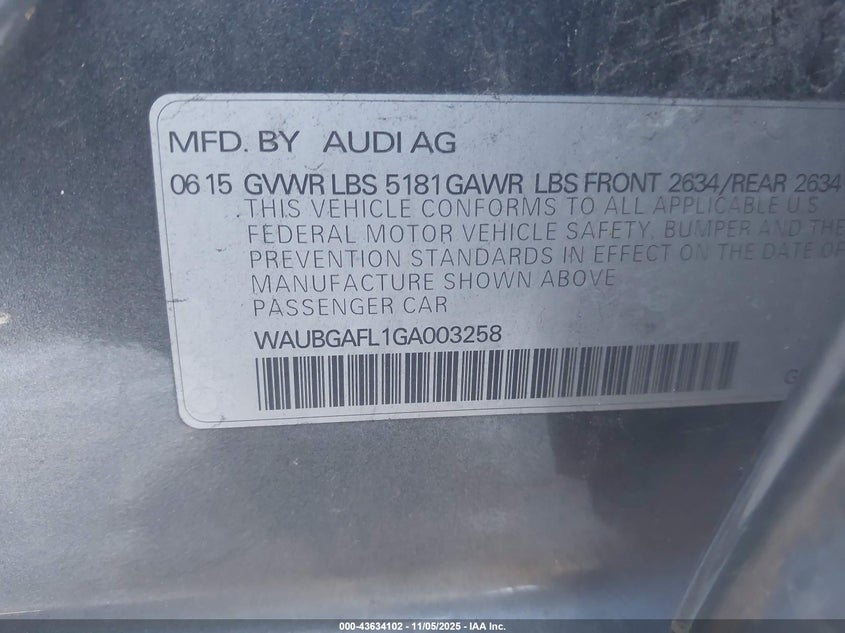 MFD. BY AUDI AG
06 15 GVWR LBS 5181 GAWR LBS FRONT 2634/REAR 2634
THIS VEHICLE CONFORMS TO ALL APPLICABLE U S
FEDERAL MOTOR VEHICLE SAFETY, BUMPER AND THE
PREVENTION STANDARDS IN EFFECT ON THE DATE OF
MANUFACTURE SHOWN ABOVE
PASSENGER CAR
WAUBGAFL1GA003258
000-43634102 - 11/05/2025 - IAA Inc.